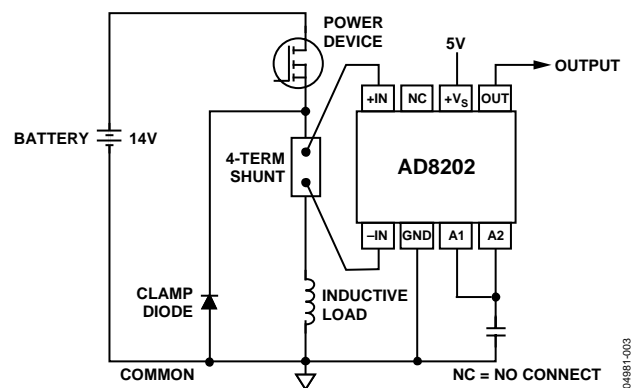 POWER
DEVICE
5V
OUTPUT
+IN
NC
+VS
OUT
BATTERY
14V
4-TERM
SHUNT
AD8202
–IN
GND
A1
A2
CLAMP
DIODE
INDUCTIVE
LOAD
COMMON
NC = NO CONNECT
04981-003